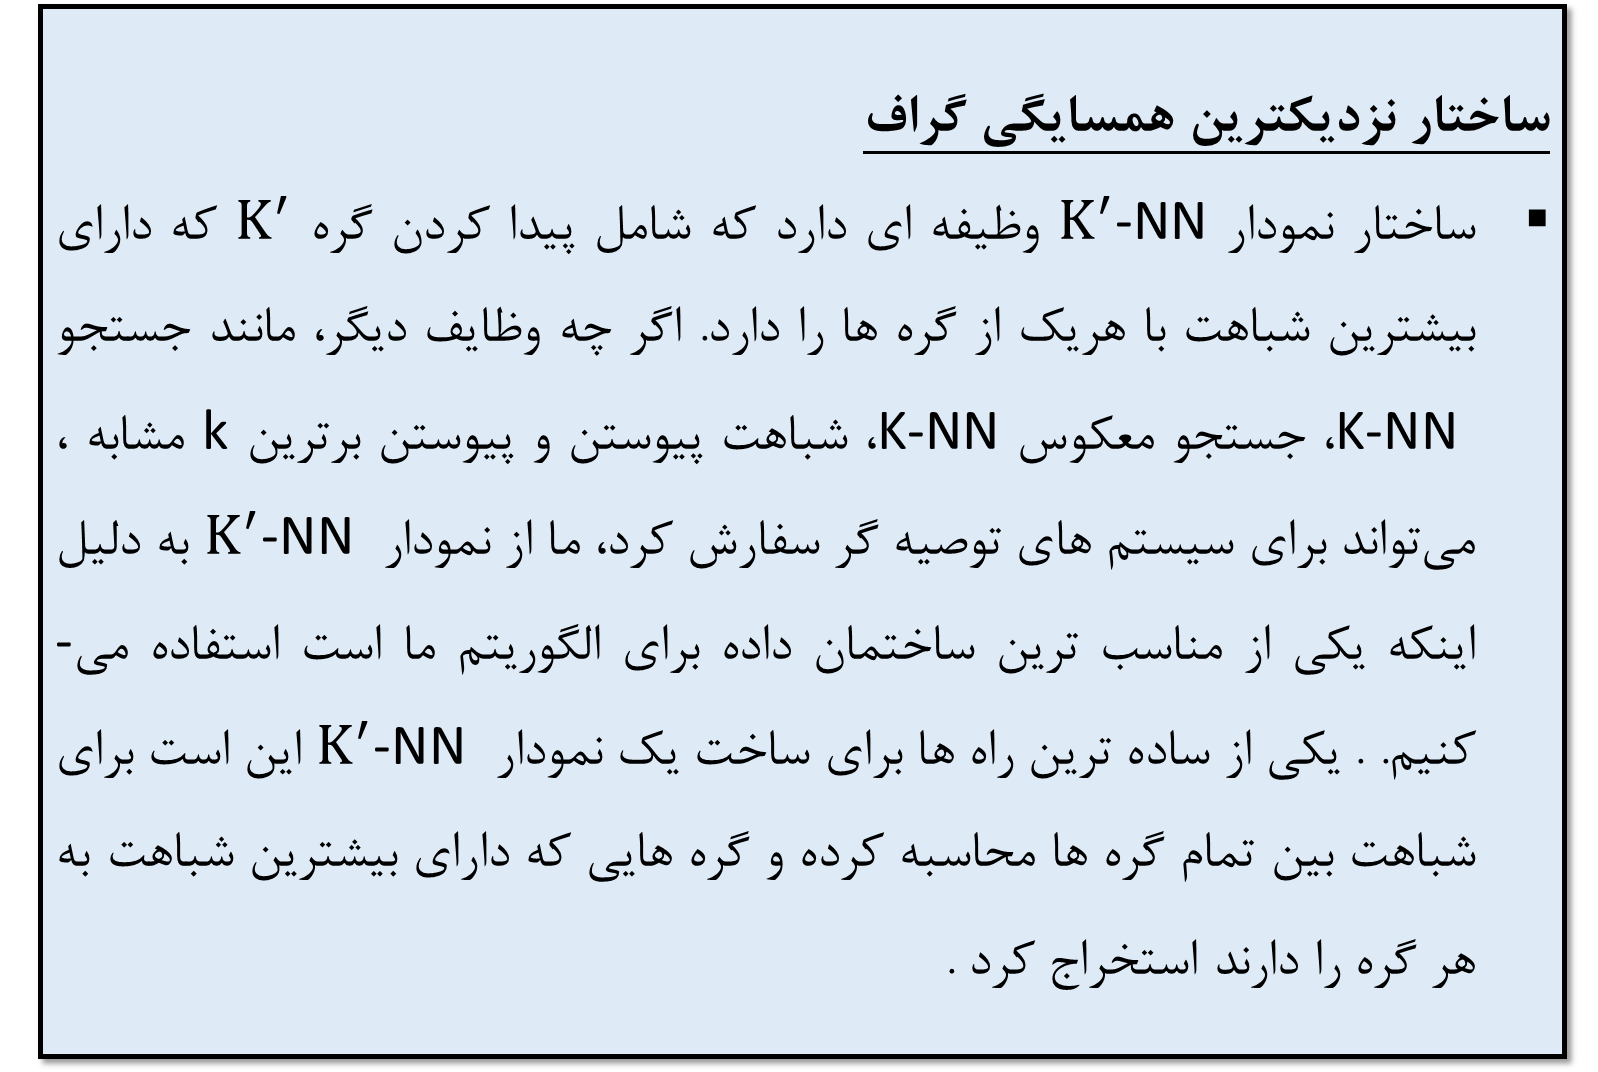 ساختار نزدیکترین همسایگی گراف
▪ ساختار نمودار K′-NN وظیفه ای دارد که شامل پیدا کردن گره K′ که دارای
بیشترین شباهت با هریک از گره ها را دارد. اگر چه وظایف دیگر، مانند جستجو
K-NN، جستجو معکوس K-NN، شباهت پیوستن و پیوستن برترین k مشابه ،
می‌تواند برای سیستم های توصیه گر سفارش کرد، ما از نمودار K′-NN به دلیل
اینکه یکی از مناسب ترین ساختمان داده برای الگوریتم ما است استفاده می-
کنیم. . یکی از ساده ترین راه ها برای ساخت یک نمودار K′-NN این است برای
شباهت بین تمام گره ها محاسبه کرده و گره هایی که دارای بیشترین شباهت به
هر گره را دارند استخراج کرد .